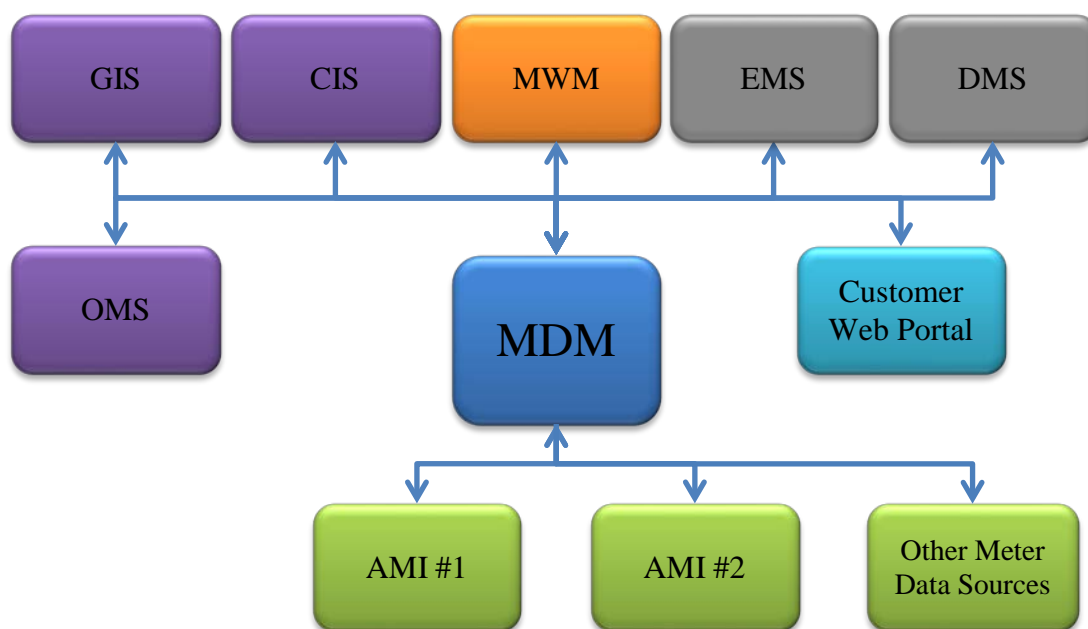 GIS
CIS
MWM
EMS
DMS
OMS
MDM
Customer
Web Portal
AMI #1
AMI #2
Other Meter
Data Sources